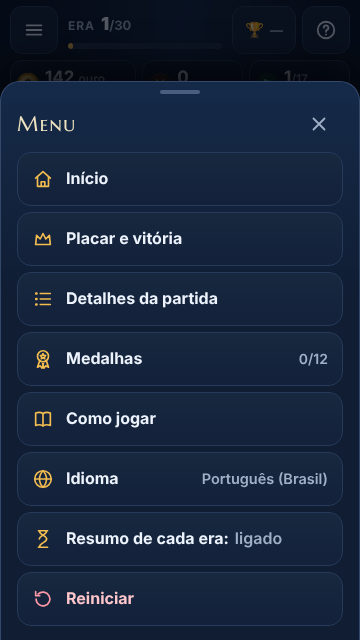 ERA 1/30
—
142 ouro
0
1/17
Menu
Início
Placar e vitória
Detalhes da partida
Medalhas 0/12
Como jogar
Idioma Português (Brasil)
Resumo de cada era: ligado
Reiniciar